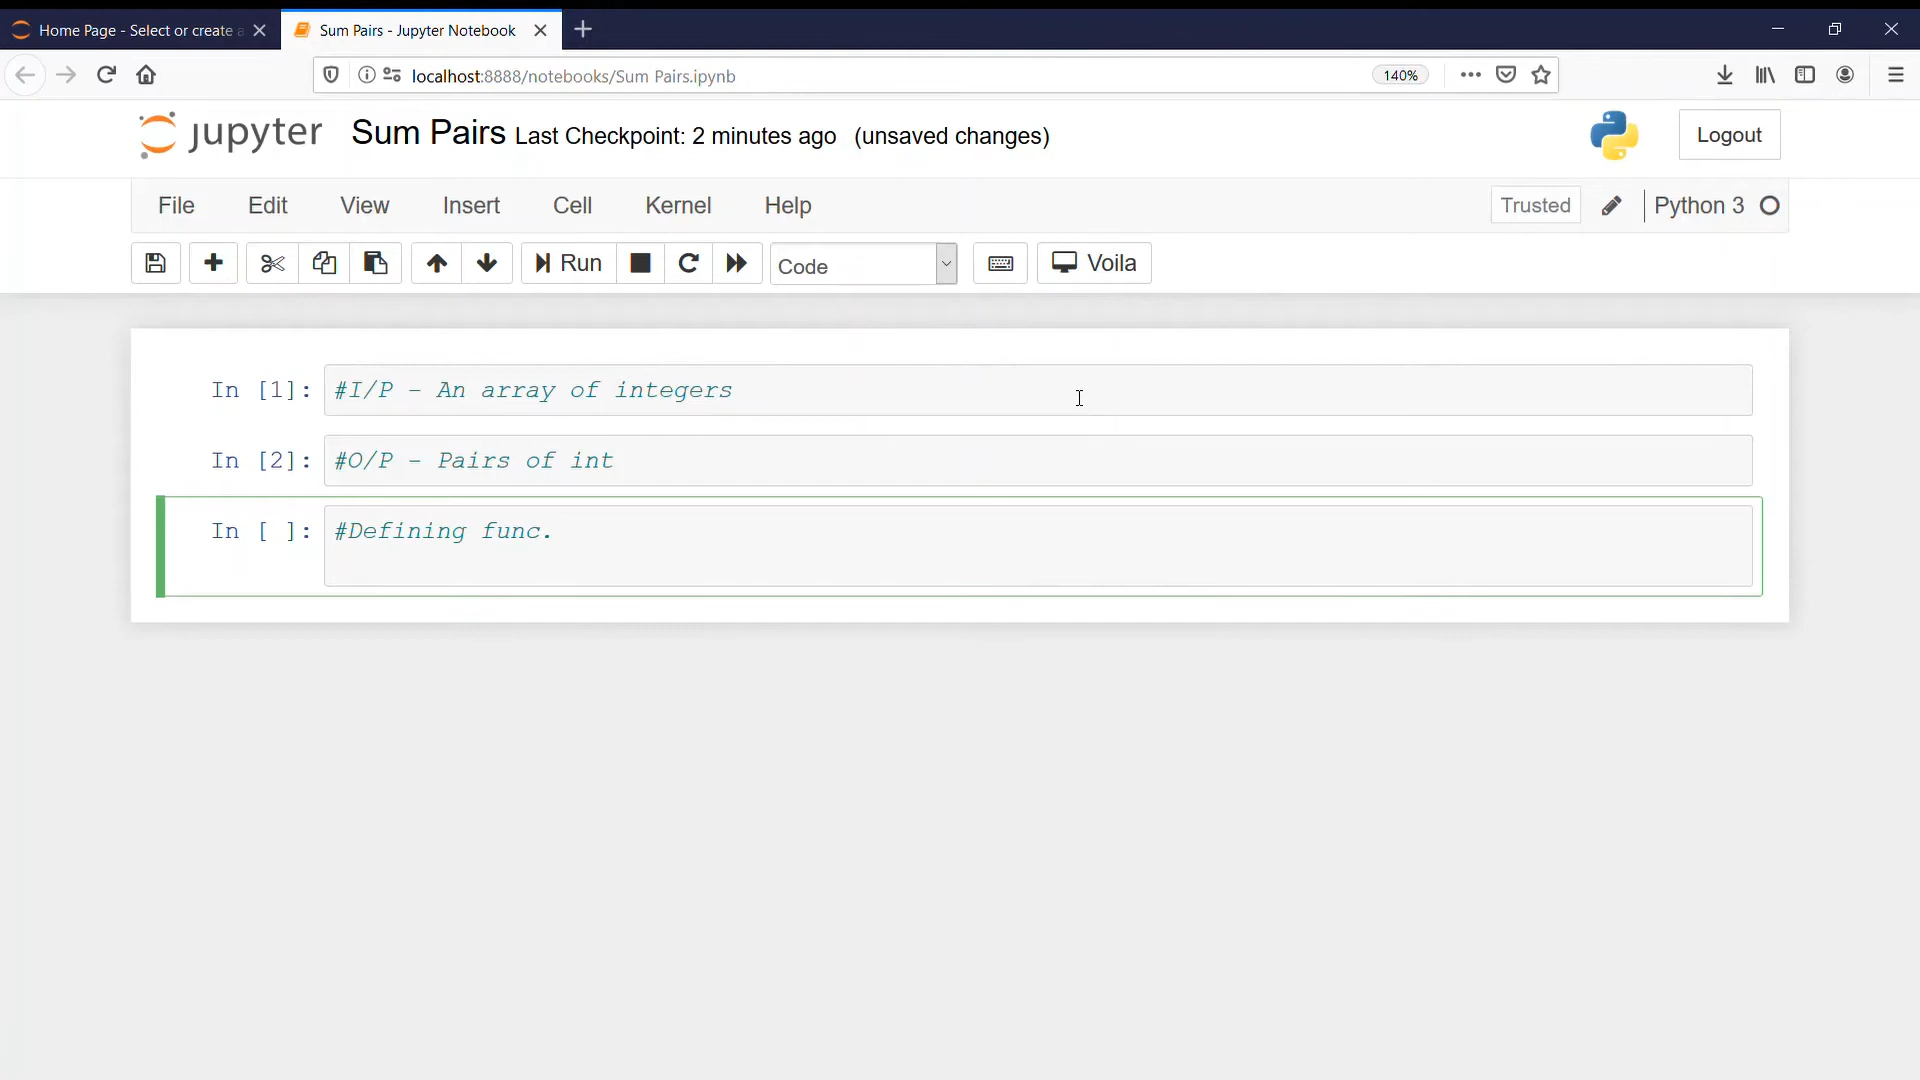 Home Page - Select or create a
Sum Pairs - Jupyter Notebook
localhost:8888/notebooks/Sum Pairs.ipynb
140%
jupyter Sum Pairs Last Checkpoint: 2 minutes ago (unsaved changes)
Logout
File Edit View Insert Cell Kernel Help
Trusted
Python 3
Run
Code
Voila
In [1]: #I/P - An array of integers
In [2]: #O/P - Pairs of int
In [ ]: #Defining func.